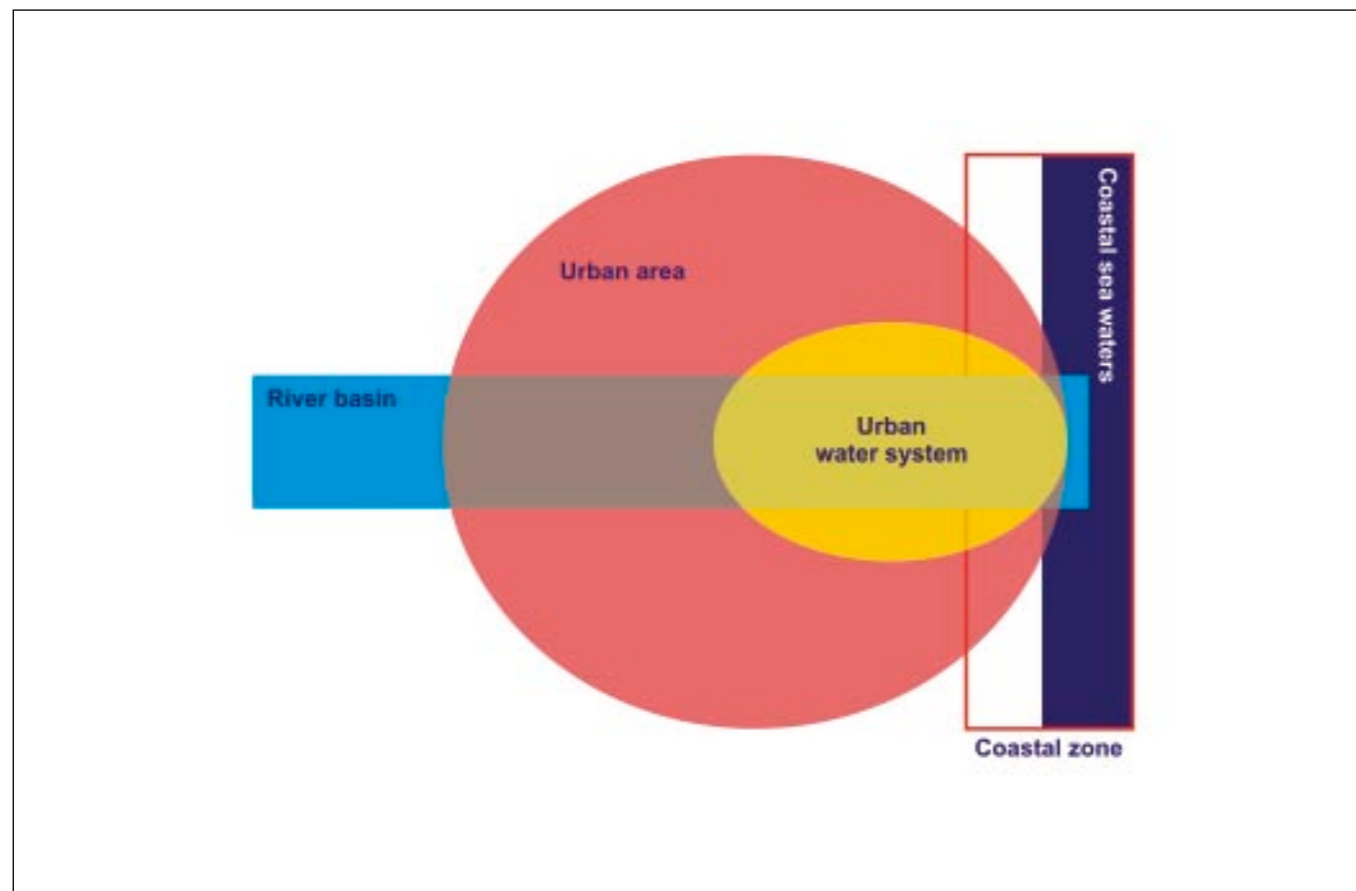 Urban area
Coastal sea waters
River basin
Urban
water system
Coastal zone